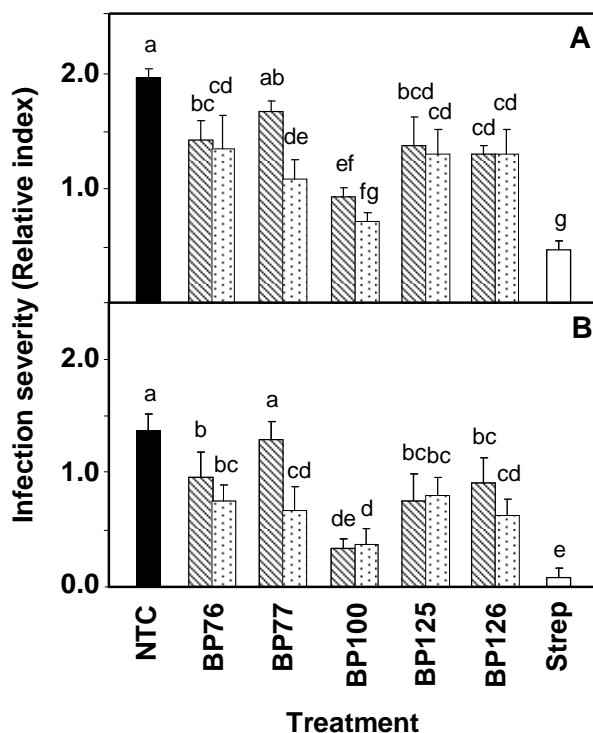 Infection severity (Relative index)
A
2.0
1.0
a
bc
cd
ab
de
ef
fg
bcd
cd
cd
cd
g
B
2.0
1.0
0.0
a
b
bc
a
cd
de
d
bc
bc
bc
cd
e
NTC
BP76
BP77
BP100
BP125
BP126
Strep
Treatment